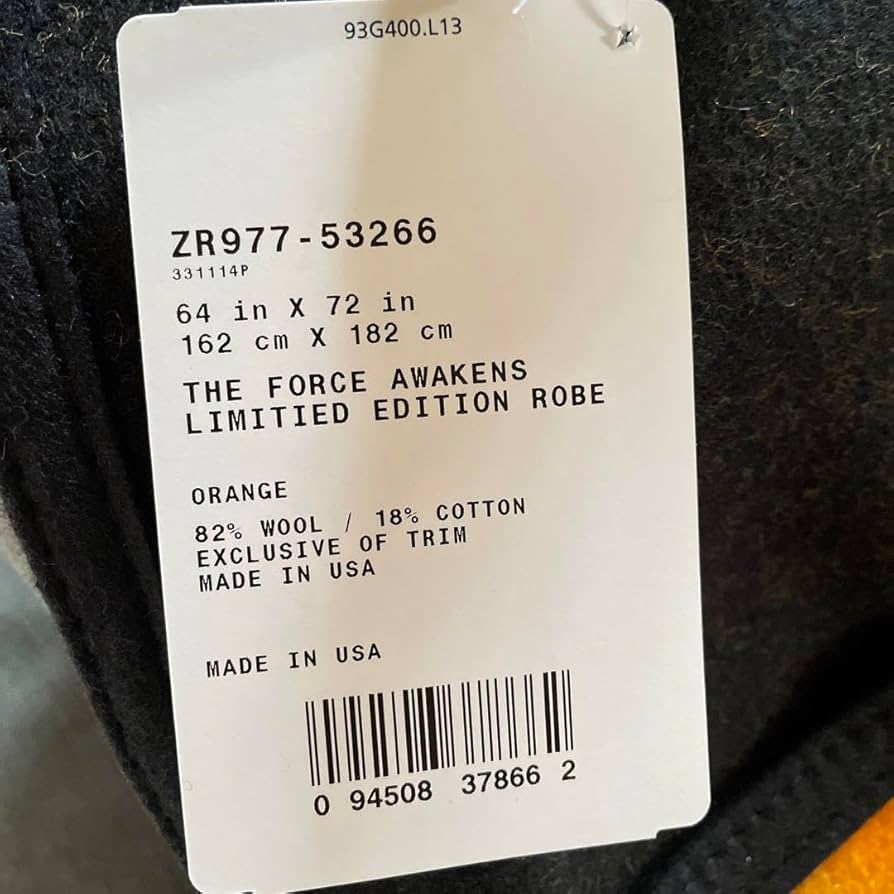 93G400.L13
ZR977-53266
331114P
64 in X 72 in
162 cm X 182 cm
THE FORCE AWAKENS
LIMITIED EDITION ROBE
ORANGE
82% WOOL / 18% COTTON
EXCLUSIVE OF TRIM
MADE IN USA
MADE IN USA
0 94508 37866 2